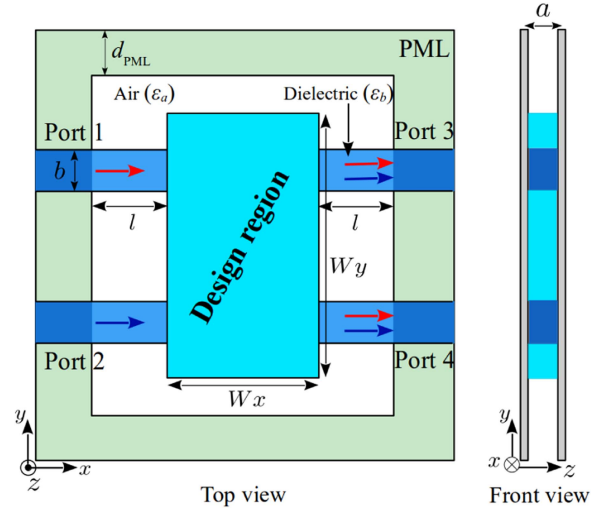 a
d_PML
PML
Air (ε_a)
Dielectric (ε_b)
Port 1
Port 3
b
l
l
Design region
Wy
Port 2
Port 4
Wx
y
x
z
Top view
y
x
z
Front view